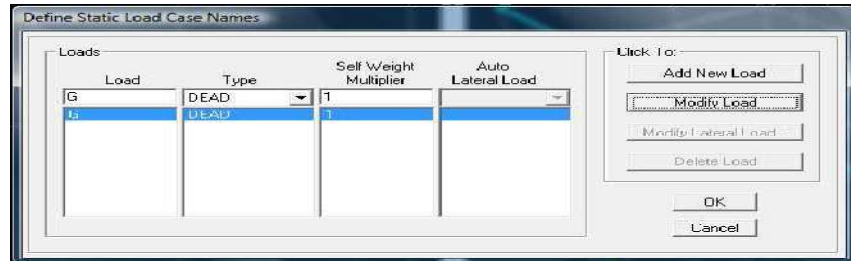 Define Static Load Case Names
Loads
Load Type Self Weight Multiplier Auto Lateral Load
G DEAD 1
G DEAD 1
Click To:
Add New Load
Modify Load
Modify Lateral Load
Delete Load
OK
Cancel